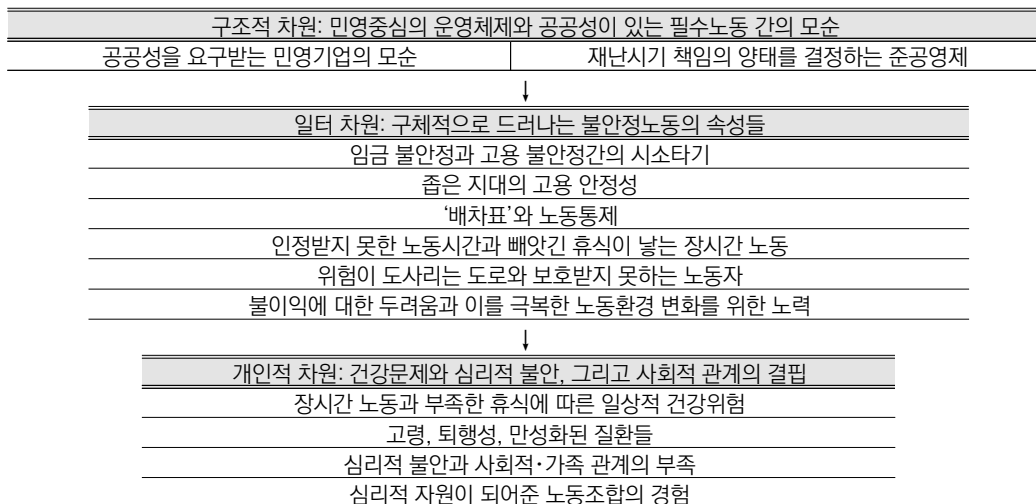 구조적 차원: 민영중심의 운영체제와 공공성이 있는 필수노동 간의 모순
공공성을 요구받는 민영기업의 모순
재난시기 책임의 양태를 결정하는 준공영제
일터 차원: 구체적으로 드러나는 불안정노동의 속성들
임금 불안정과 고용 불안정간의 시소타기
좁은 지대의 고용 안정성
‘배차표’와 노동통제
인정받지 못한 노동시간과 빼앗긴 휴식이 낳는 장시간 노동
위험이 도사리는 도로와 보호받지 못하는 노동자
불이익에 대한 두려움과 이를 극복한 노동환경 변화를 위한 노력
개인적 차원: 건강문제와 심리적 불안, 그리고 사회적 관계의 결핍
장시간 노동과 부족한 휴식에 따른 일상적 건강위험
고령, 퇴행성, 만성화된 질환들
심리적 불안과 사회적·가족 관계의 부족
심리적 자원이 되어준 노동조합의 경험